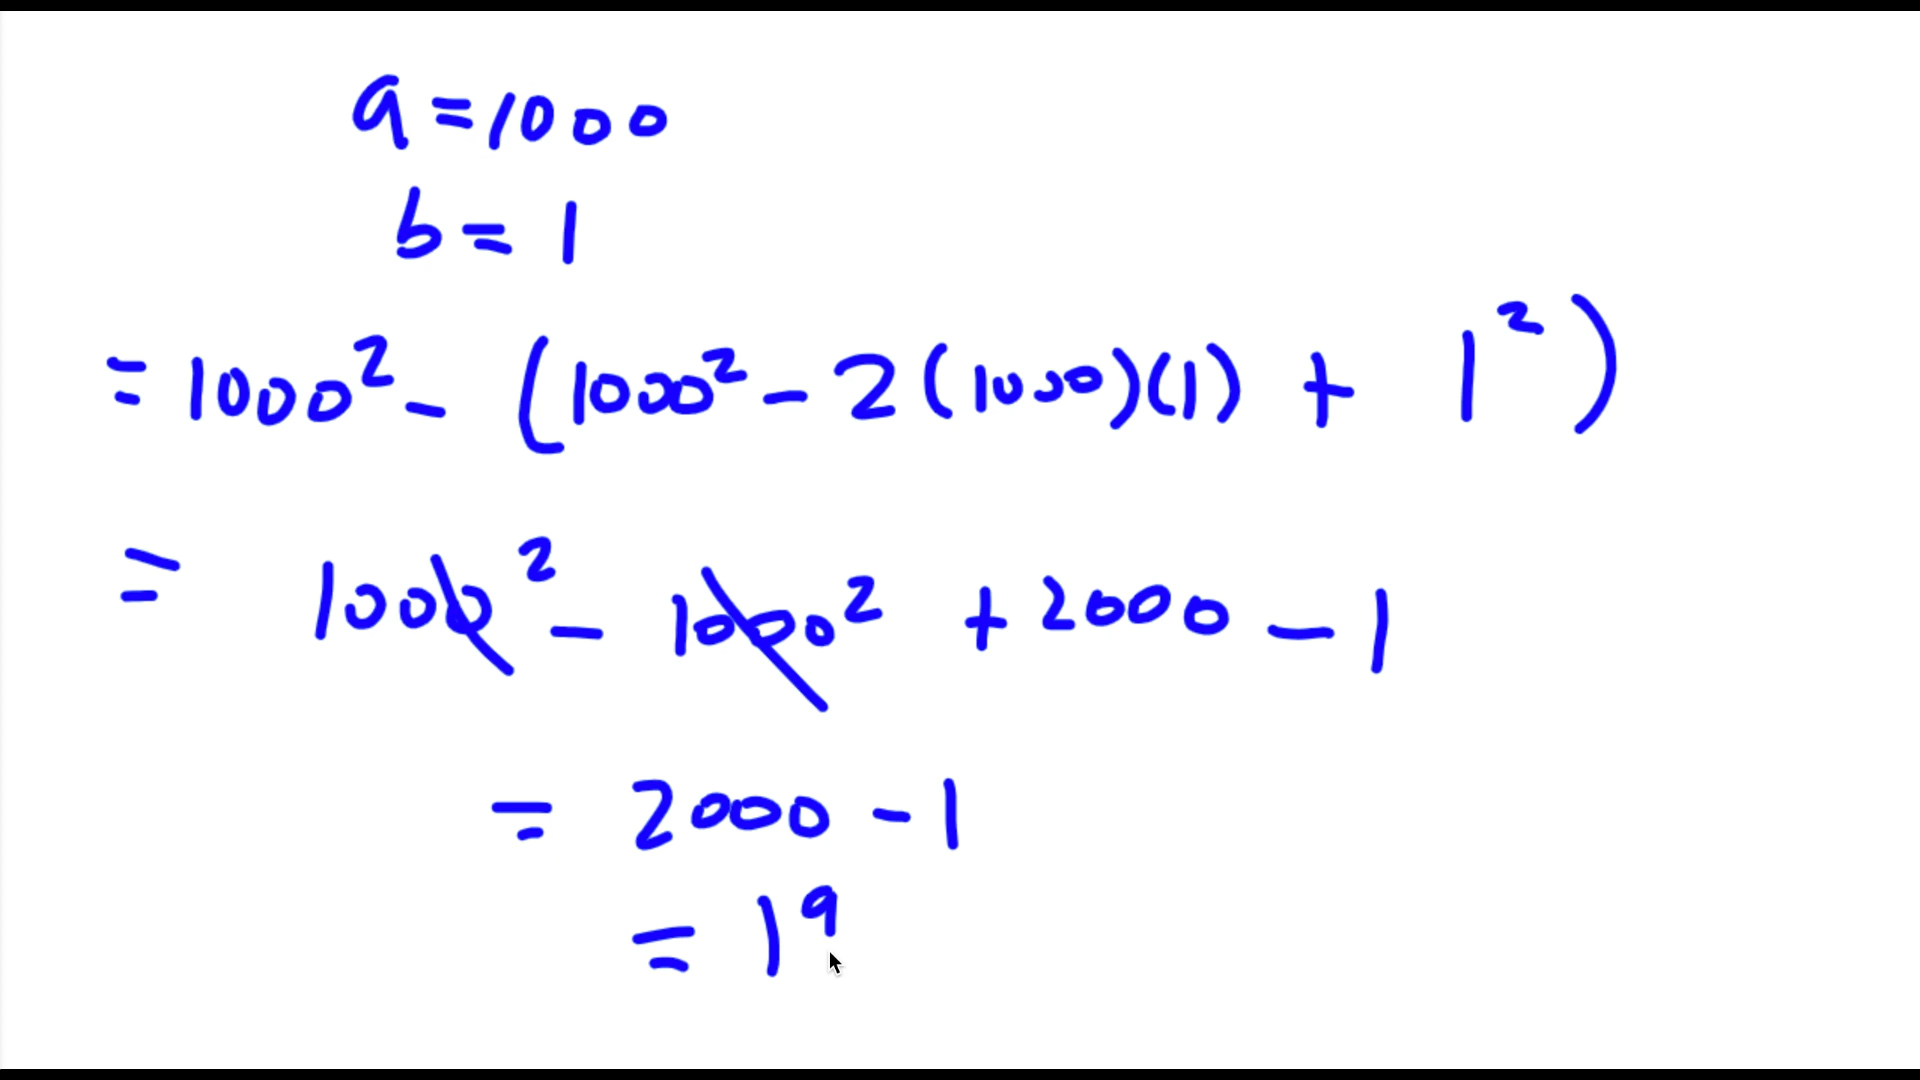 a = 1000
b = 1
= 1000² - (1000² - 2(1000)(1) + 1²)
= 1000² - 1000² + 2000 - 1
= 2000 - 1
= 19